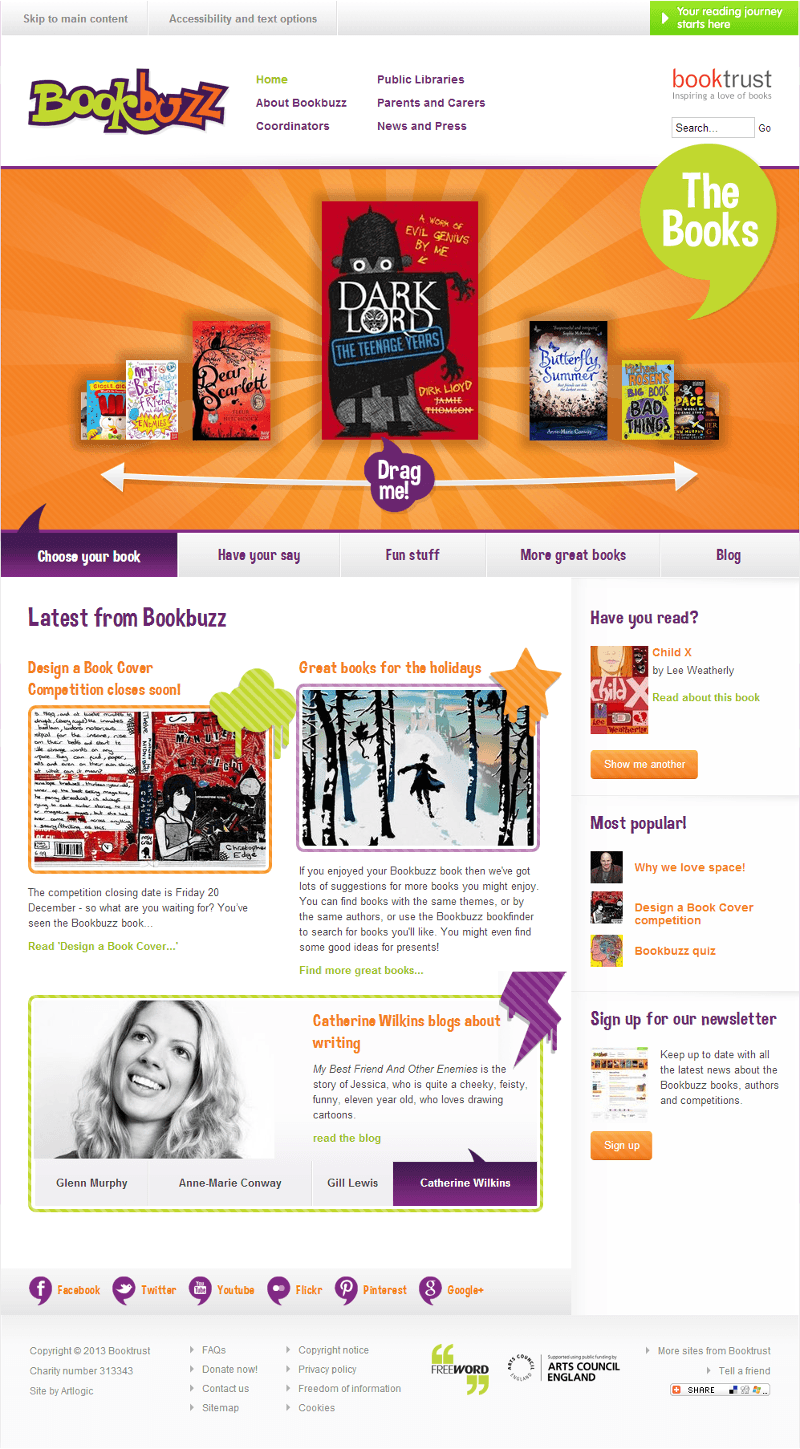 Skip to main content
Accessibility and text options
Your reading journey
starts here
Bookbuzz
Home
About Bookbuzz
Coordinators
Public Libraries
Parents and Carers
News and Press
booktrust
Inspiring a love of books
Search...
Go
The
Books
A WORK OF
EVIL GENIUS
BY ME
DARK
LORD
THE TEENAGE YEARS
DIRK LLOYD
JAMIE
THOMSON
My
Best
Friend
ENEMIES
Dear
Scarlett
Butterfly
Summer
Anne-Marie Conway
MICHAEL
ROSEN'S
BIG BOOK
OF
BAD
THINGS
SPACE
Drag
me!
Choose your book
Have your say
Fun stuff
More great books
Blog
Latest from Bookbuzz
Design a Book Cover
Competition closes soon!
MINUTES
Christopher
Edge
The competition closing date is Friday 20
December - so what are you waiting for? You've
seen the Bookbuzz book...
Read 'Design a Book Cover...'
Great books for the holidays
If you enjoyed your Bookbuzz book then we've got
lots of suggestions for more books you might enjoy.
You can find books with the same themes, or by
the same authors, or use the Bookbuzz bookfinder
to search for books you'll like. You might even find
some good ideas for presents!
Find more great books...
Catherine Wilkins blogs about
writing
My Best Friend And Other Enemies is the
story of Jessica, who is quite a cheeky, feisty,
funny, eleven year old, who loves drawing
cartoons.
read the blog
Glenn Murphy
Anne-Marie Conway
Gill Lewis
Catherine Wilkins
Have you read?
Child X
Lee
Weatherly
Child X
by Lee Weatherly
Read about this book
Show me another
Most popular!
Why we love space!
Design a Book Cover
competition
Bookbuzz quiz
Sign up for our newsletter
Keep up to date with all
the latest news about the
Bookbuzz books, authors
and competitions.
Sign up
Facebook
Twitter
You
Tube
Youtube
Flickr
Pinterest
Google+
Copyright © 2013 Booktrust
Charity number 313343
Site by Artlogic
FAQs
Donate now!
Contact us
Sitemap
Copyright notice
Privacy policy
Freedom of information
Cookies
FREEWORD
ARTS COUNCIL
ENGLAND
Supported using public funding by
ARTS COUNCIL
ENGLAND
More sites from Booktrust
Tell a friend
SHARE